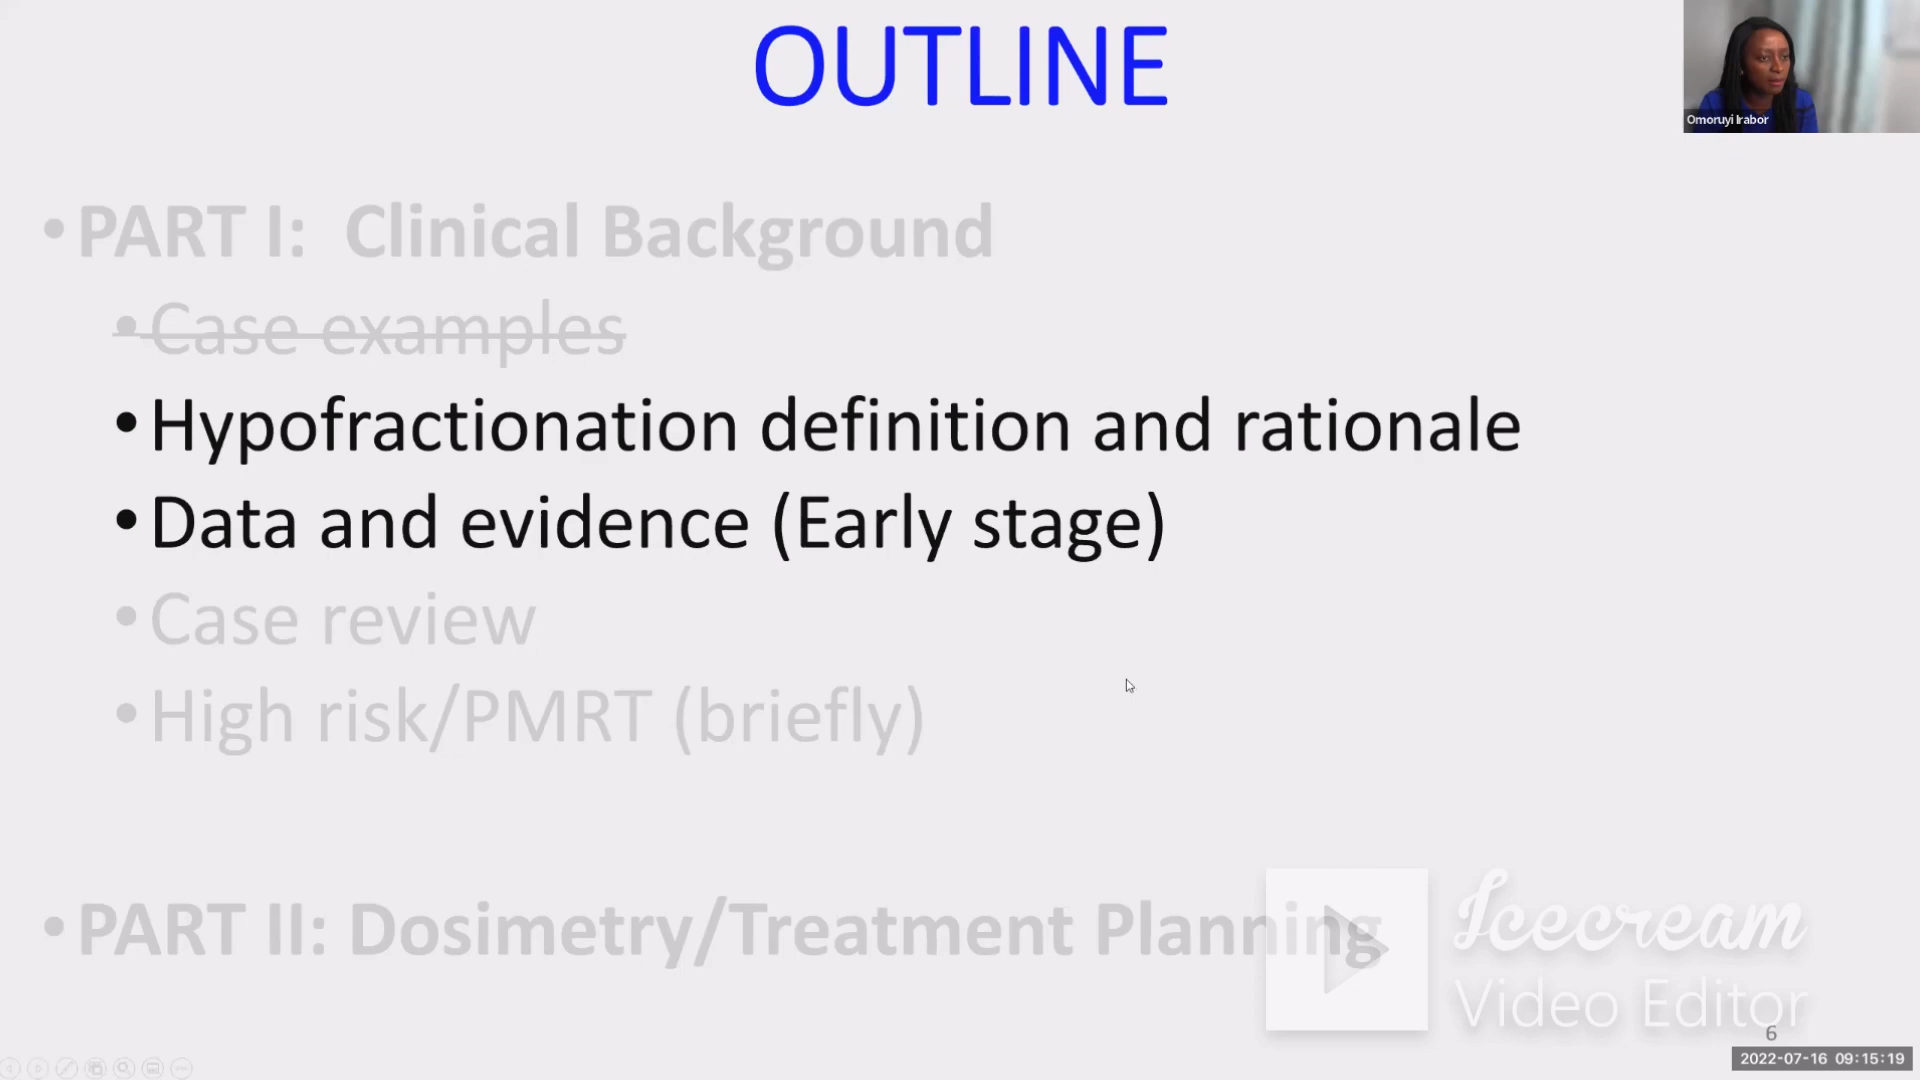 OUTLINE
Omoruyi Irabor
• PART I: Clinical Background
• Case examples
• Hypofractionation definition and rationale
• Data and evidence (Early stage)
• Case review
• High risk/PMRT (briefly)
• PART II: Dosimetry/Treatment Planning
Icecream
Video Editor
6
2022-07-16 09:15:19